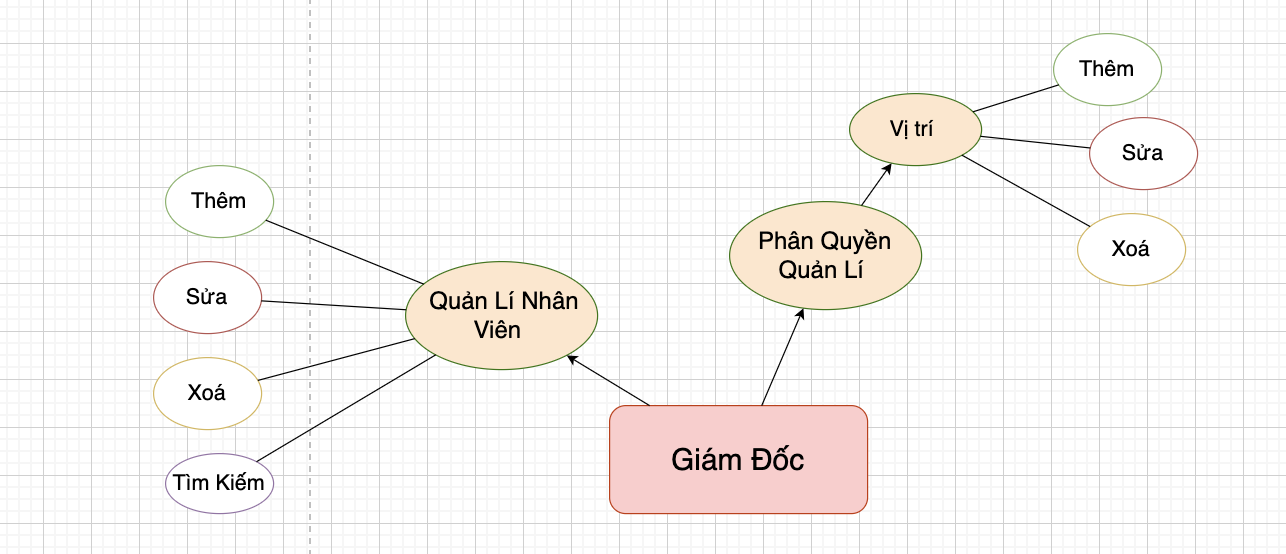 Thêm
Vị trí
Sửa
Thêm
Phân Quyền
Quản Lí
Xoá
Sửa
Quản Lí Nhân
Viên
Xoá
Giám Đốc
Tìm Kiếm